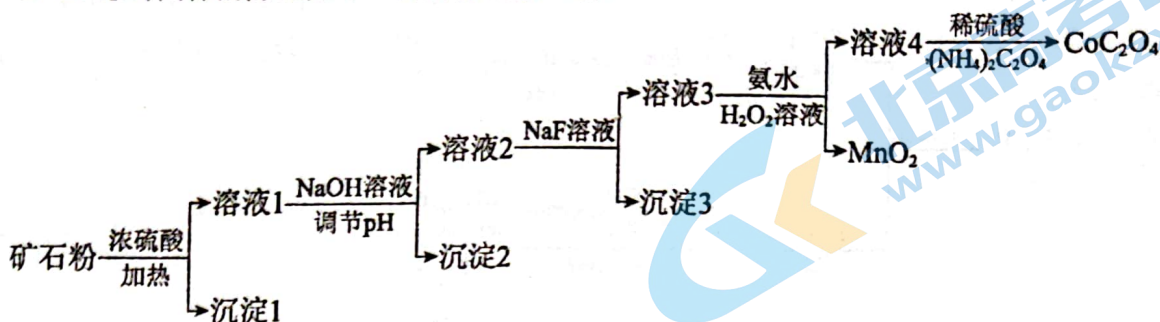 稀硫酸
溶液4
(NH₄)₂C₂O₄
CoC₂O₄
氨水
溶液3
H₂O₂溶液
MnO₂
溶液2
NaF溶液
沉淀3
溶液1
NaOH溶液
调节pH
沉淀2
矿石粉
浓硫酸
加热
沉淀1
北京高考
www.gaokz